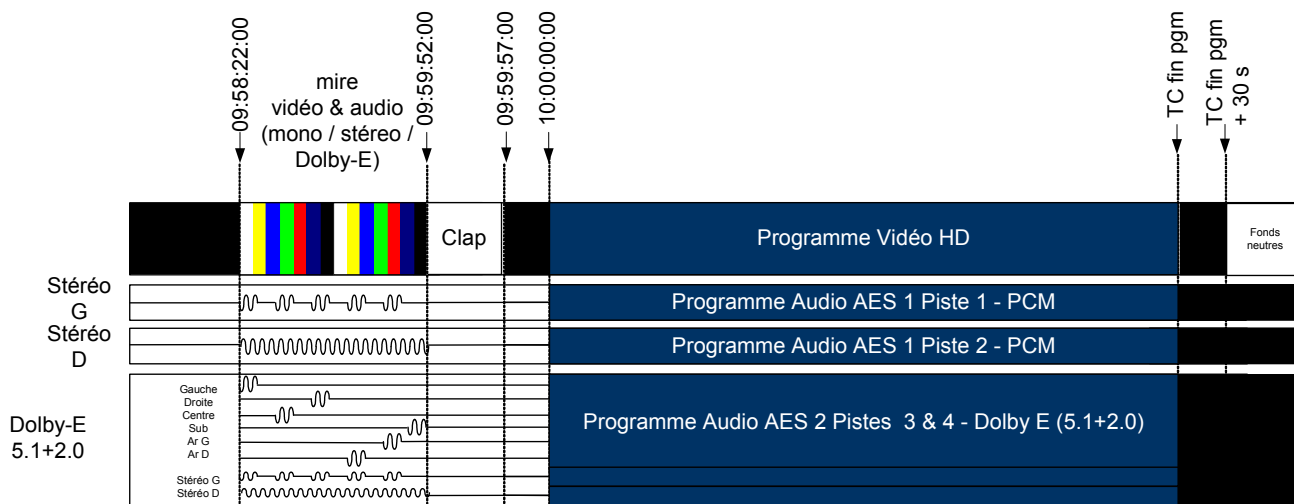 09:58:22:00
mire
vidéo & audio
(mono / stéreo /
Dolby-E)
09:59:52:00
09:59:57:00
10:00:00:00
TC fin pgm
TC fin pgm
+ 30 s
Clap
Programme Vidéo HD
Fonds
neutres
Stéréo
G
Programme Audio AES 1 Piste 1 - PCM
Stéréo
D
Programme Audio AES 1 Piste 2 - PCM
Dolby-E
5.1+2.0
Gauche
Droite
Centre
Sub
Ar G
Ar D
Stéréo G
Stéréo D
Programme Audio AES 2 Pistes 3 & 4 - Dolby E (5.1+2.0)